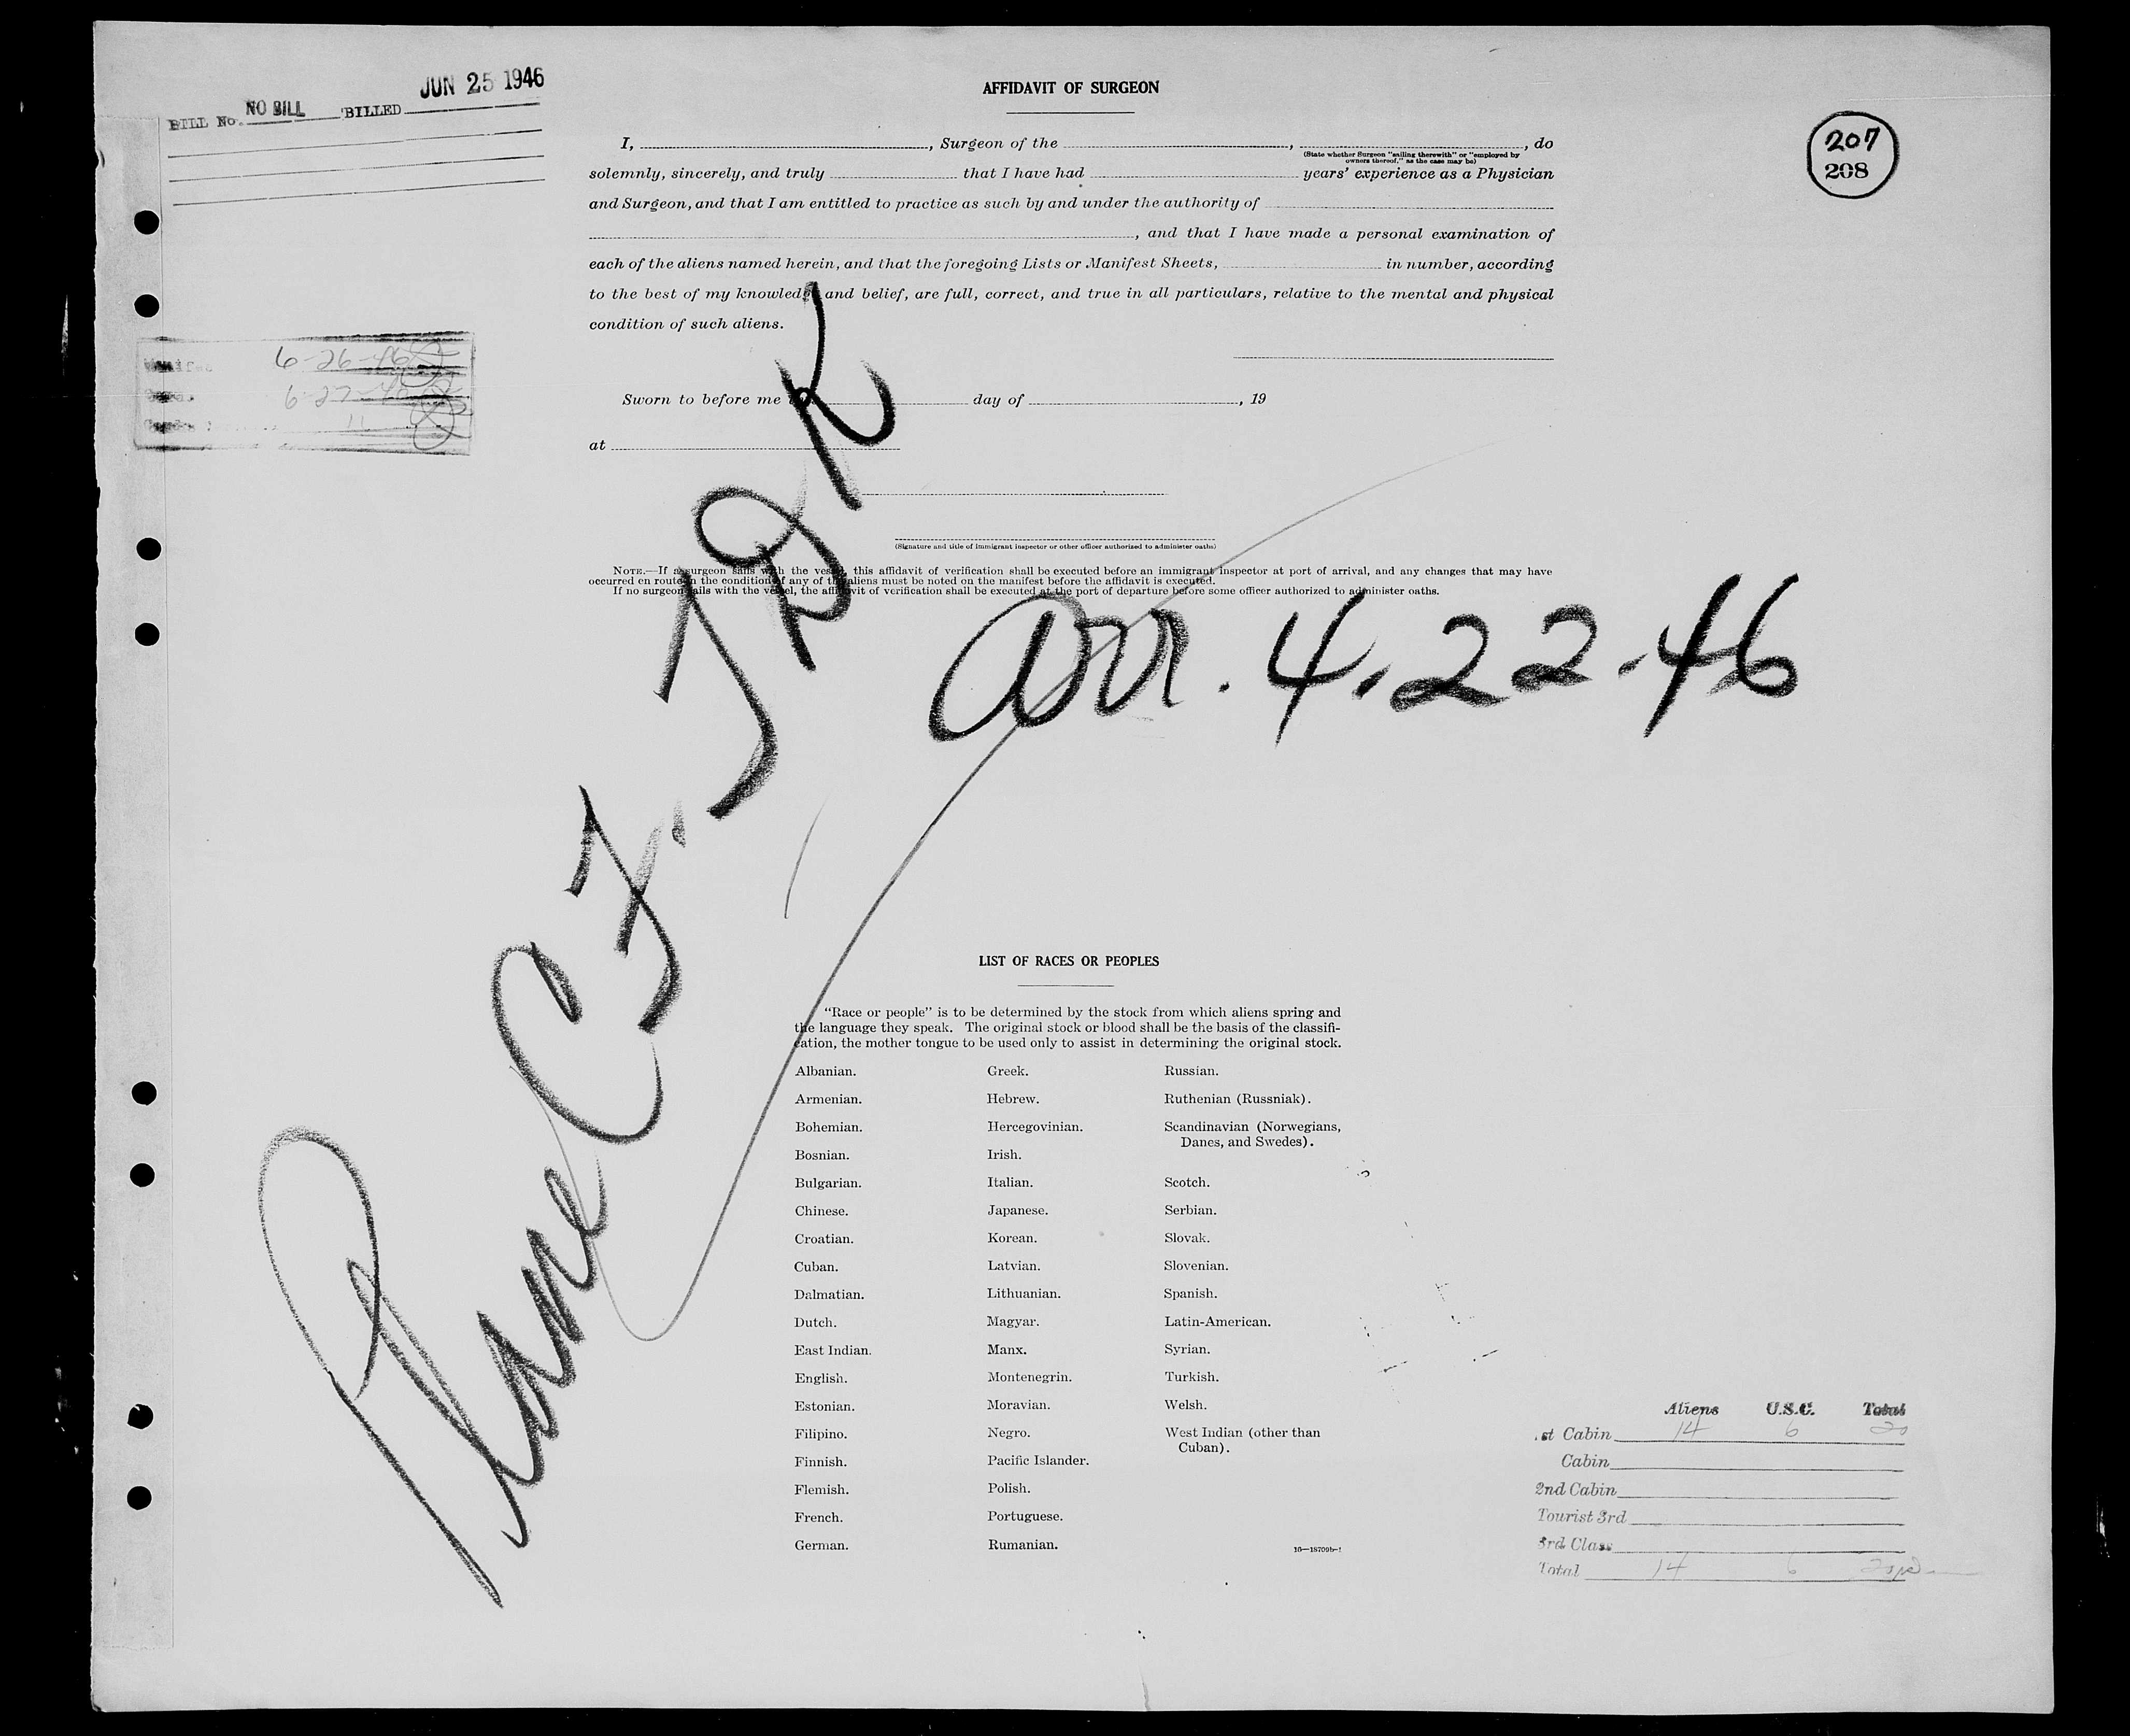 JUN 25 1946
BILL No. NO BILL BILLED
AFFIDAVIT OF SURGEON
207
208
I, , Surgeon of the , , do
(State whether Surgeon "sailing therewith" or "employed by
owners thereof," as the case may be)
solemnly, sincerely, and truly that I have had years' experience as a Physician
and Surgeon, and that I am entitled to practice as such by and under the authority of
, and that I have made a personal examination of
each of the aliens named herein, and that the foregoing Lists or Manifest Sheets, in number, according
to the best of my knowledge and belief, are full, correct, and true in all particulars, relative to the mental and physical
condition of such aliens.
6-26-46
6-27-46
11
Sworn to before me day of , 19
at
(Signature and title of immigrant inspector or other officer authorized to administer oaths)
NOTE.—If a surgeon sails with the vessel, this affidavit of verification shall be executed before an immigrant inspector at port of arrival, and any changes that may have
occurred en route in the condition of any of the aliens must be noted on the manifest before the affidavit is executed.
If no surgeon sails with the vessel, the affidavit of verification shall be executed at the port of departure before some officer authorized to administer oaths.
Plane CF. TDK
arr. 4.22.46
LIST OF RACES OR PEOPLES
"Race or people" is to be determined by the stock from which aliens spring and
the language they speak. The original stock or blood shall be the basis of the classifi-
cation, the mother tongue to be used only to assist in determining the original stock.
Albanian. Greek. Russian.
Armenian. Hebrew. Ruthenian (Russniak).
Bohemian. Hercegovinian. Scandinavian (Norwegians,
Danes, and Swedes).
Bosnian. Irish.
Bulgarian. Italian. Scotch.
Chinese. Japanese. Serbian.
Croatian. Korean. Slovak.
Cuban. Latvian. Slovenian.
Dalmatian. Lithuanian. Spanish.
Dutch. Magyar. Latin-American.
East Indian. Manx. Syrian.
English. Montenegrin. Turkish.
Estonian. Moravian. Welsh.
Filipino. Negro. West Indian (other than
Cuban).
Finnish. Pacific Islander.
Flemish. Polish.
French. Portuguese.
German. Rumanian.
16—18709b-1
Aliens U.S.C. Total
st Cabin 14 6 20
Cabin
2nd Cabin
Tourist 3rd
3rd Class
Total 14 6